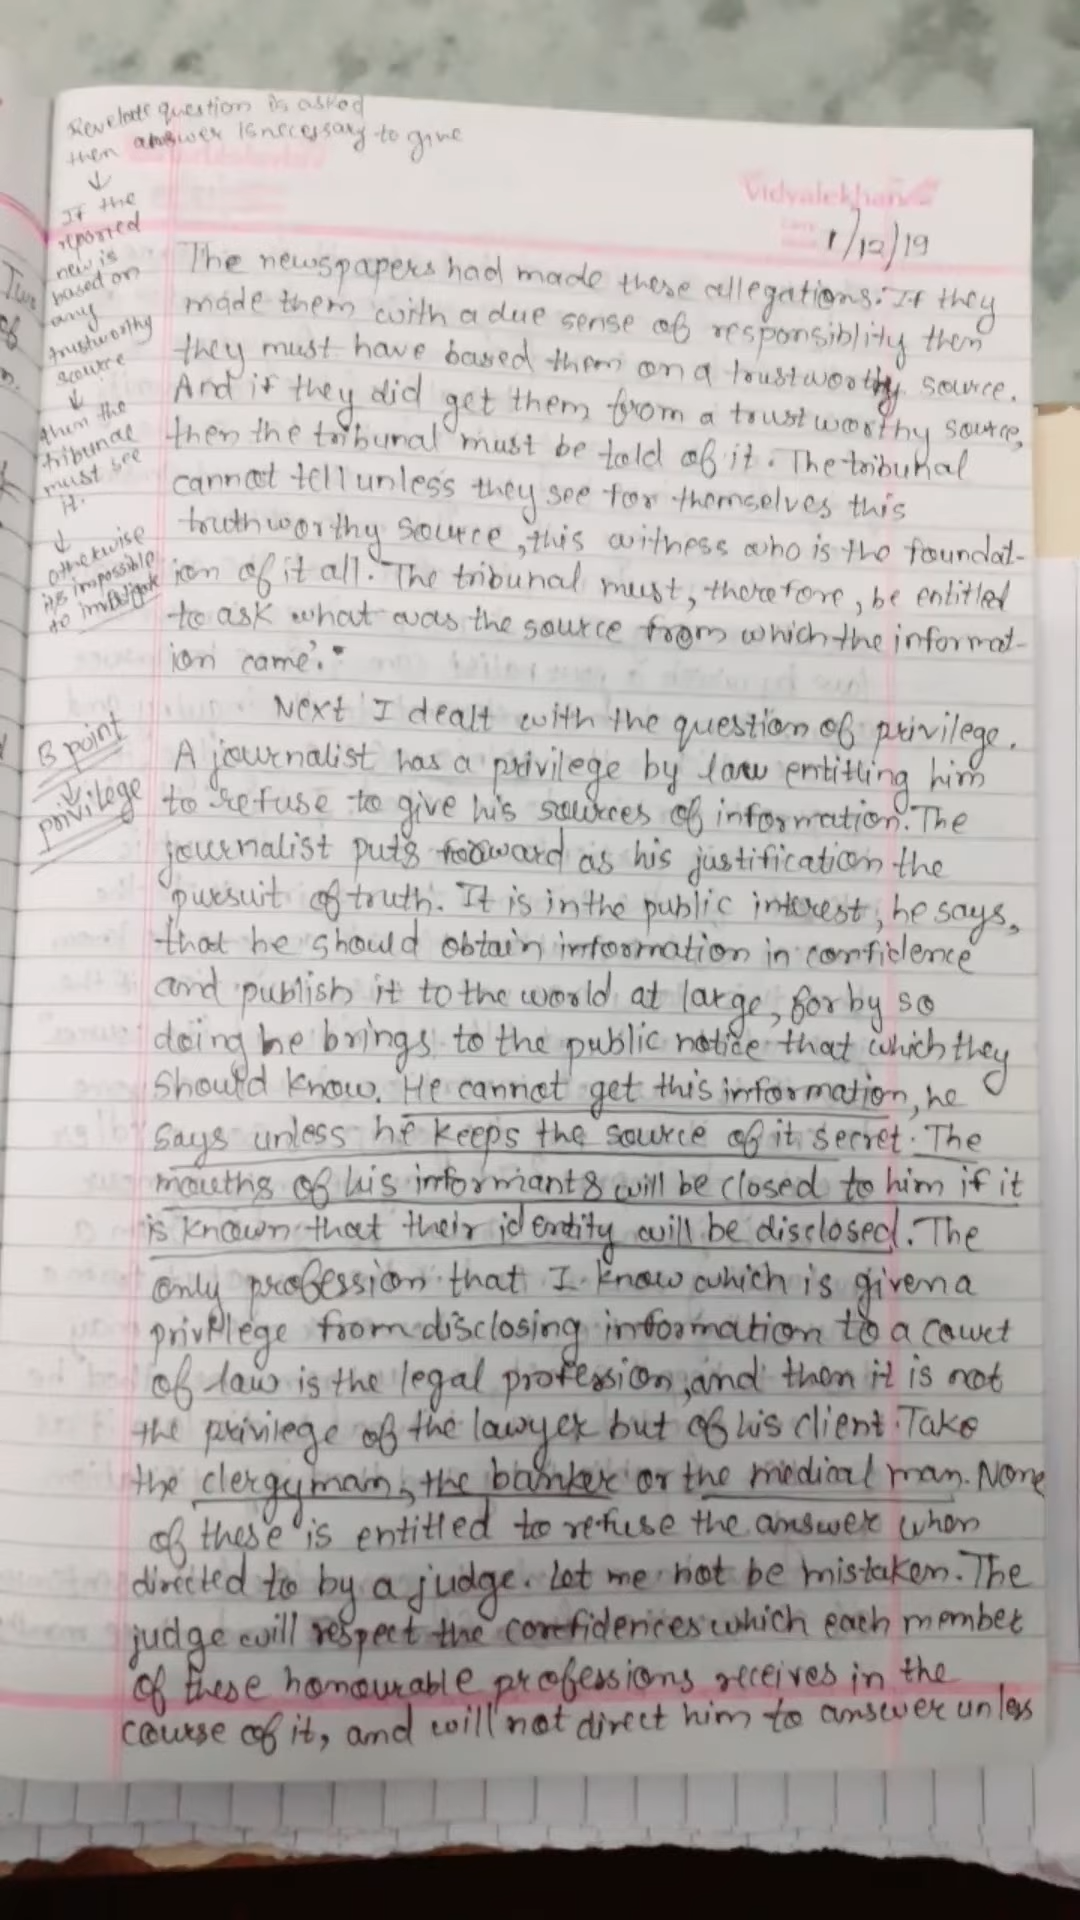 Revelate question is asked
then answer is necessary to give
↓
If the
reported
new is
based on
any
trustworthy
source
↓
then the
tribunal
must see
it.
↓
otherwise
its impossible
to
Vidyalekhan
1/12/19
The newspapers had made these allegations. If they
made them with a due sense of responsiblity then
they must have based them on a trustworthy source.
And if they did get them from a trustworthy source,
then the tribunal must be told of it. The tribunal
cannot tell unless they see for themselves this
truthworthy source, this witness who is the foundat-
ion of it all. The tribunal must, therefore, be entitled
to ask what was the source from which the informat-
ion came'."
B point
↓
privilege
Next I dealt with the question of privilege.
A journalist has a privilege by law entitling him
to refuse to give his sources of information. The
journalist puts forward as his justification the
pursuit of truth. It is in the public interest, he says,
that he should obtain information in confidence
and publish it to the world at large, for by so
doing he brings to the public notice that which they
should know. He cannot get this information, he
says unless he keeps the source of it secret. The
mouths of his informants will be closed to him if it
is known that their identity will be disclosed. The
only profession that I know which is given a
privilege from disclosing information to a court
of law is the legal profession, and then it is not
the privilege of the lawyer but of his client. Take
the clergyman, the banker or the medical man. None
of these is entitled to refuse the answer when
directed to by a judge. Let me not be mistaken. The
judge will respect the confidences which each member
of these honourable professions receives in the
course of it, and will not direct him to answer unless